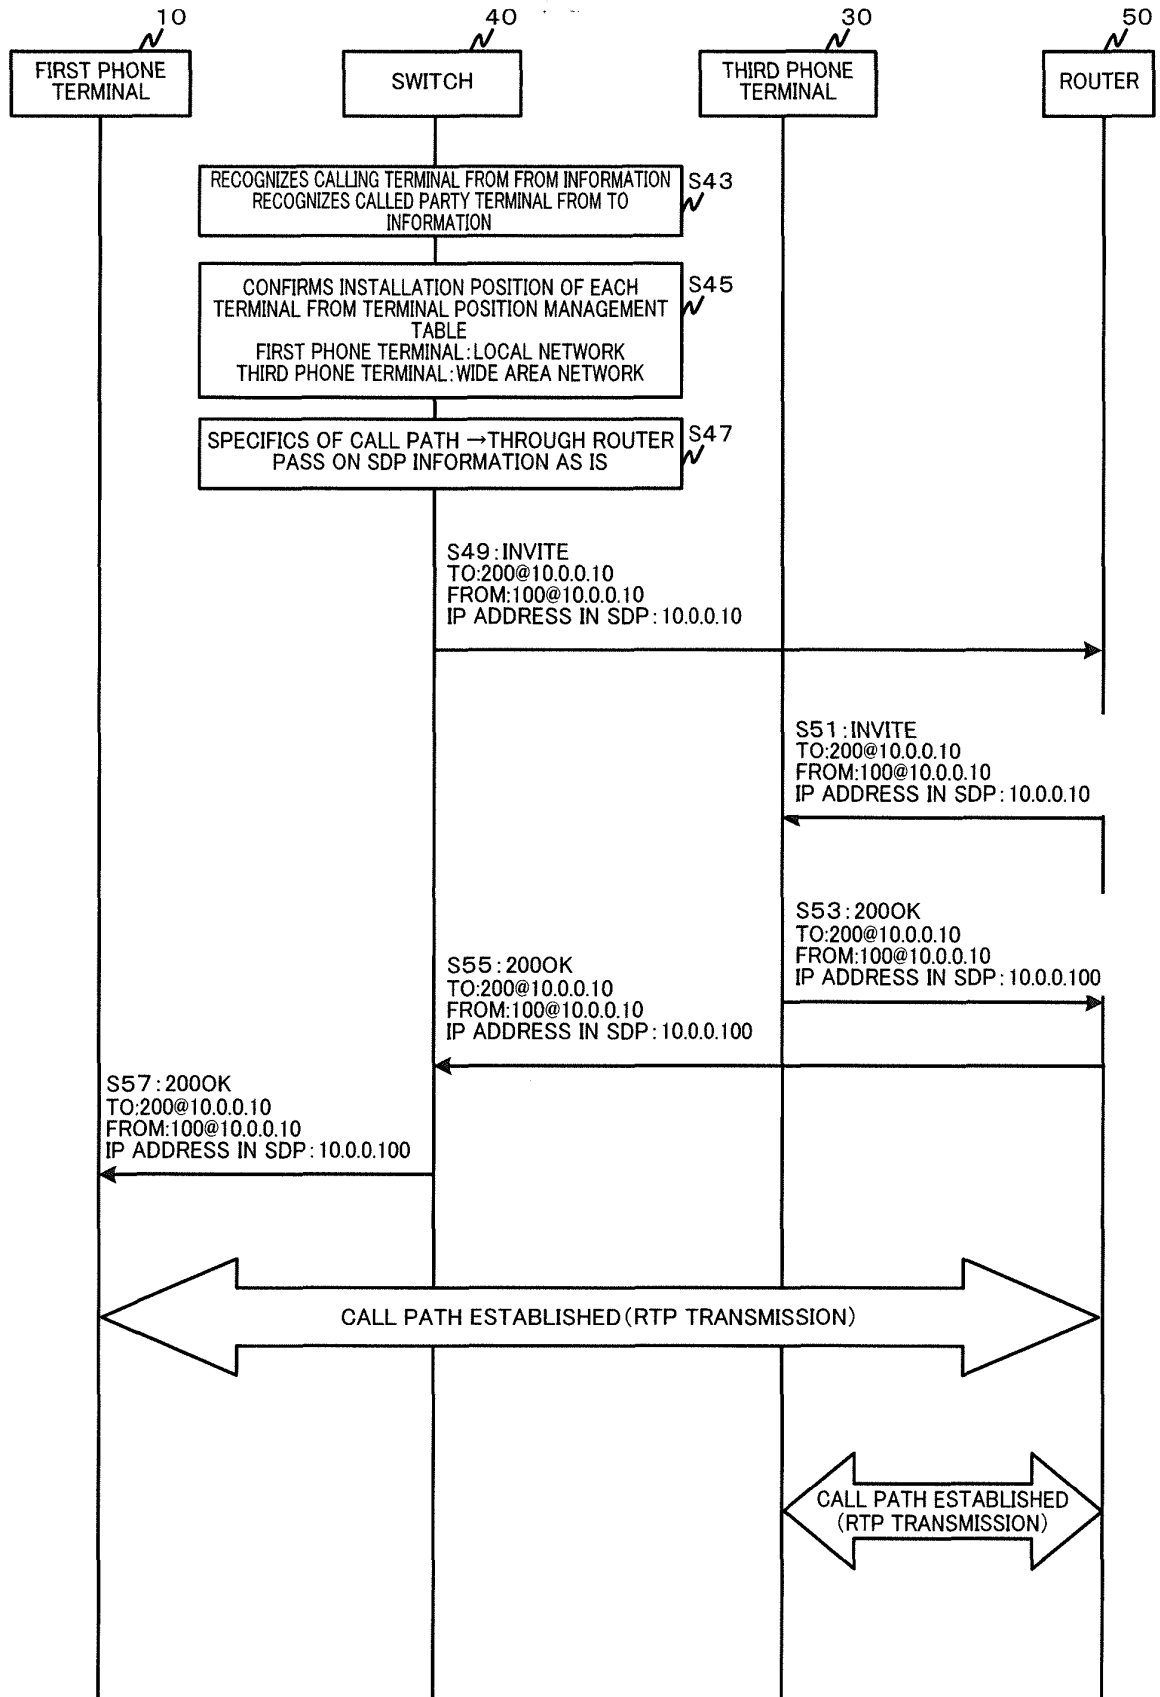 10
40
30
50
FIRST PHONE
TERMINAL
SWITCH
THIRD PHONE
TERMINAL
ROUTER
RECOGNIZES CALLING TERMINAL FROM FROM INFORMATION
RECOGNIZES CALLED PARTY TERMINAL FROM TO
INFORMATION
S43
CONFIRMS INSTALLATION POSITION OF EACH
TERMINAL FROM TERMINAL POSITION MANAGEMENT
TABLE
FIRST PHONE TERMINAL:LOCAL NETWORK
THIRD PHONE TERMINAL:WIDE AREA NETWORK
S45
SPECIFICS OF CALL PATH →THROUGH ROUTER
PASS ON SDP INFORMATION AS IS
S47
S49:INVITE
TO:200@10.0.0.10
FROM:100@10.0.0.10
IP ADDRESS IN SDP:10.0.0.10
S51:INVITE
TO:200@10.0.0.10
FROM:100@10.0.0.10
IP ADDRESS IN SDP:10.0.0.10
S53:200OK
TO:200@10.0.0.10
FROM:100@10.0.0.10
IP ADDRESS IN SDP:10.0.0.100
S55:200OK
TO:200@10.0.0.10
FROM:100@10.0.0.10
IP ADDRESS IN SDP:10.0.0.100
S57:200OK
TO:200@10.0.0.10
FROM:100@10.0.0.10
IP ADDRESS IN SDP:10.0.0.100
CALL PATH ESTABLISHED(RTP TRANSMISSION)
CALL PATH ESTABLISHED
(RTP TRANSMISSION)